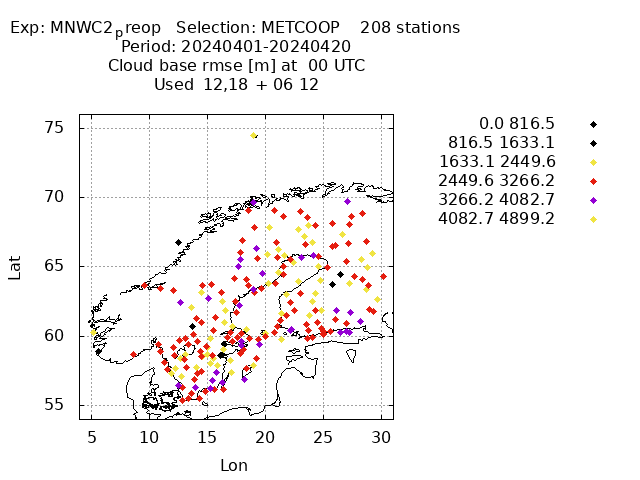 Exp: MNWC2preop Selection: METCOOP 208 stations
Period: 20240401-20240420
Cloud base rmse [m] at 00 UTC
Used 12,18 + 06 12
0.0 816.5
816.5 1633.1
1633.1 2449.6
2449.6 3266.2
3266.2 4082.7
4082.7 4899.2
75
70
65
60
55
Lat
5 10 15 20 25 30
Lon